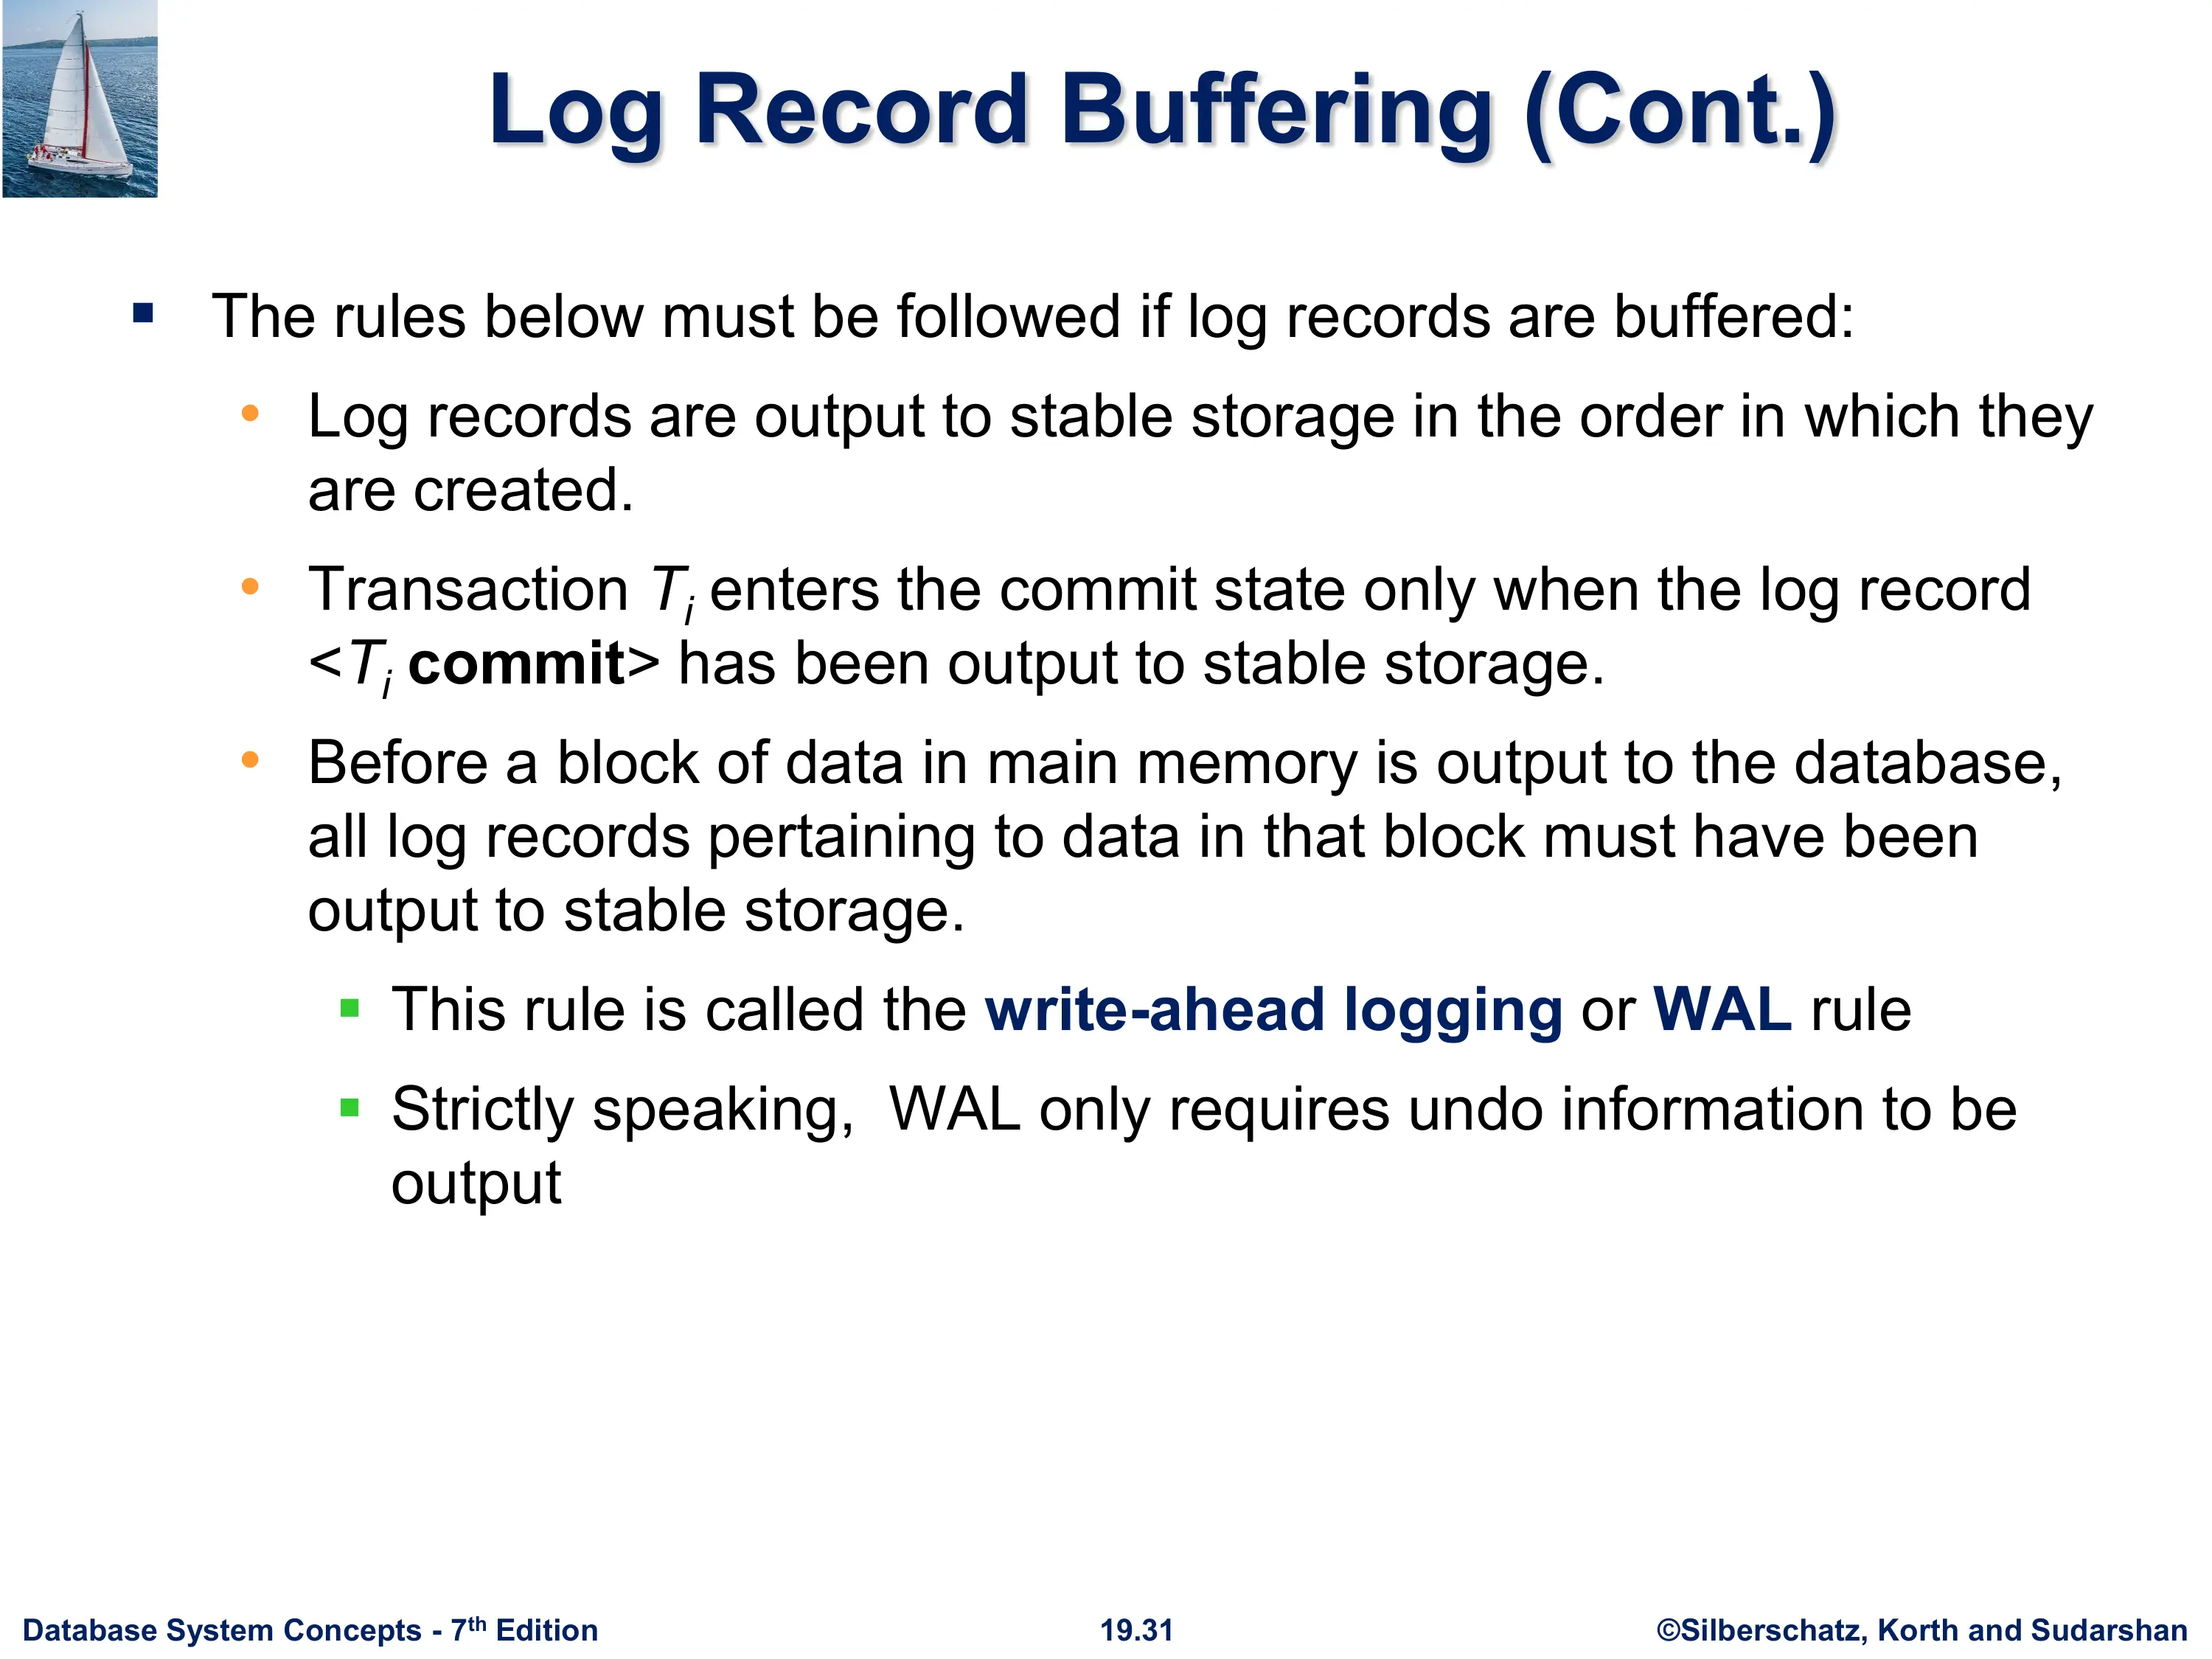 Log Record Buffering (Cont.)
▪ The rules below must be followed if log records are buffered:
• Log records are output to stable storage in the order in which they
are created.
• Transaction Ti enters the commit state only when the log record
<Ti commit> has been output to stable storage.
• Before a block of data in main memory is output to the database,
all log records pertaining to data in that block must have been
output to stable storage.
▪ This rule is called the write-ahead logging or WAL rule
▪ Strictly speaking,  WAL only requires undo information to be
output
Database System Concepts - 7th Edition
19.31
©Silberschatz, Korth and Sudarshan